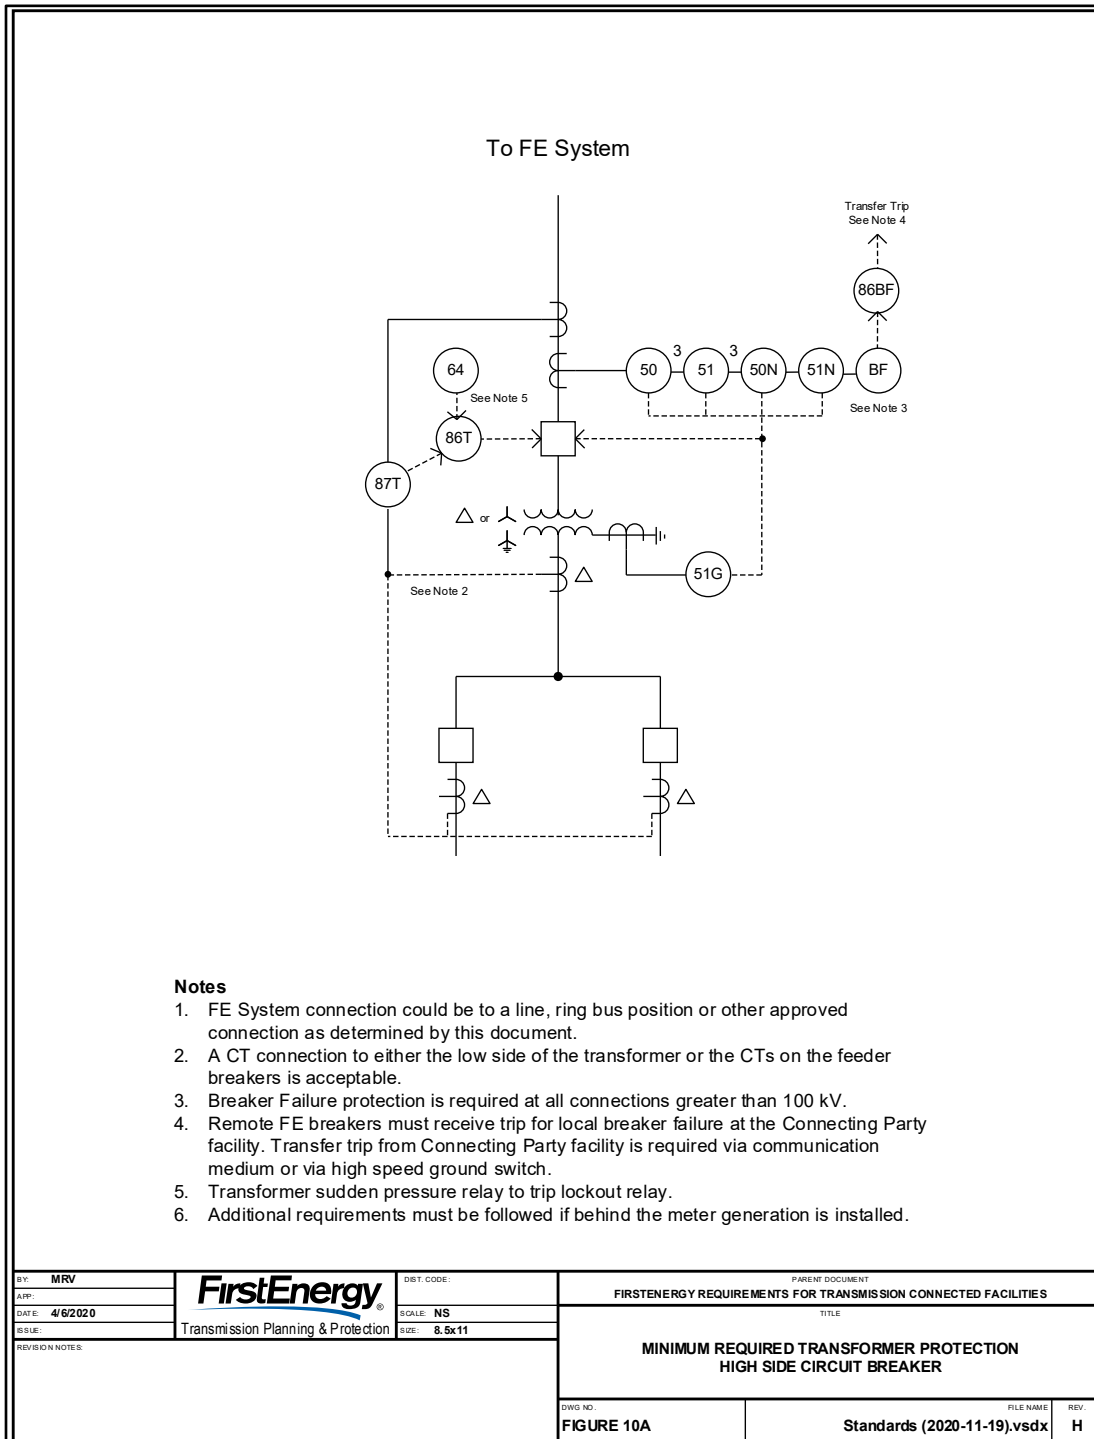 To FE System
Transfer Trip
See Note 4
86BF
3
3
64
50
51
50N
51N
BF
See Note 5
See Note 3
86T
87T
or
51G
See Note 2
Notes
1. FE System connection could be to a line, ring bus position or other approved
connection as determined by this document.
2. A CT connection to either the low side of the transformer or the CTs on the feeder
breakers is acceptable.
3. Breaker Failure protection is required at all connections greater than 100 kV.
4. Remote FE breakers must receive trip for local breaker failure at the Connecting Party
facility. Transfer trip from Connecting Party facility is required via communication
medium or via high speed ground switch.
5. Transformer sudden pressure relay to trip lockout relay.
6. Additional requirements must be followed if behind the meter generation is installed.
BY: MRV
APP:
DATE: 4/6/2020
ISSUE:
REVISION NOTES:
FirstEnergy®
Transmission Planning & Protection
DIST. CODE:
SCALE: NS
SIZE: 8.5x11
PARENT DOCUMENT
FIRSTENERGY REQUIREMENTS FOR TRANSMISSION CONNECTED FACILITIES
TITLE
MINIMUM REQUIRED TRANSFORMER PROTECTION
HIGH SIDE CIRCUIT BREAKER
DWG NO.
FIGURE 10A
FILE NAME
Standards (2020-11-19).vsdx
REV.
H